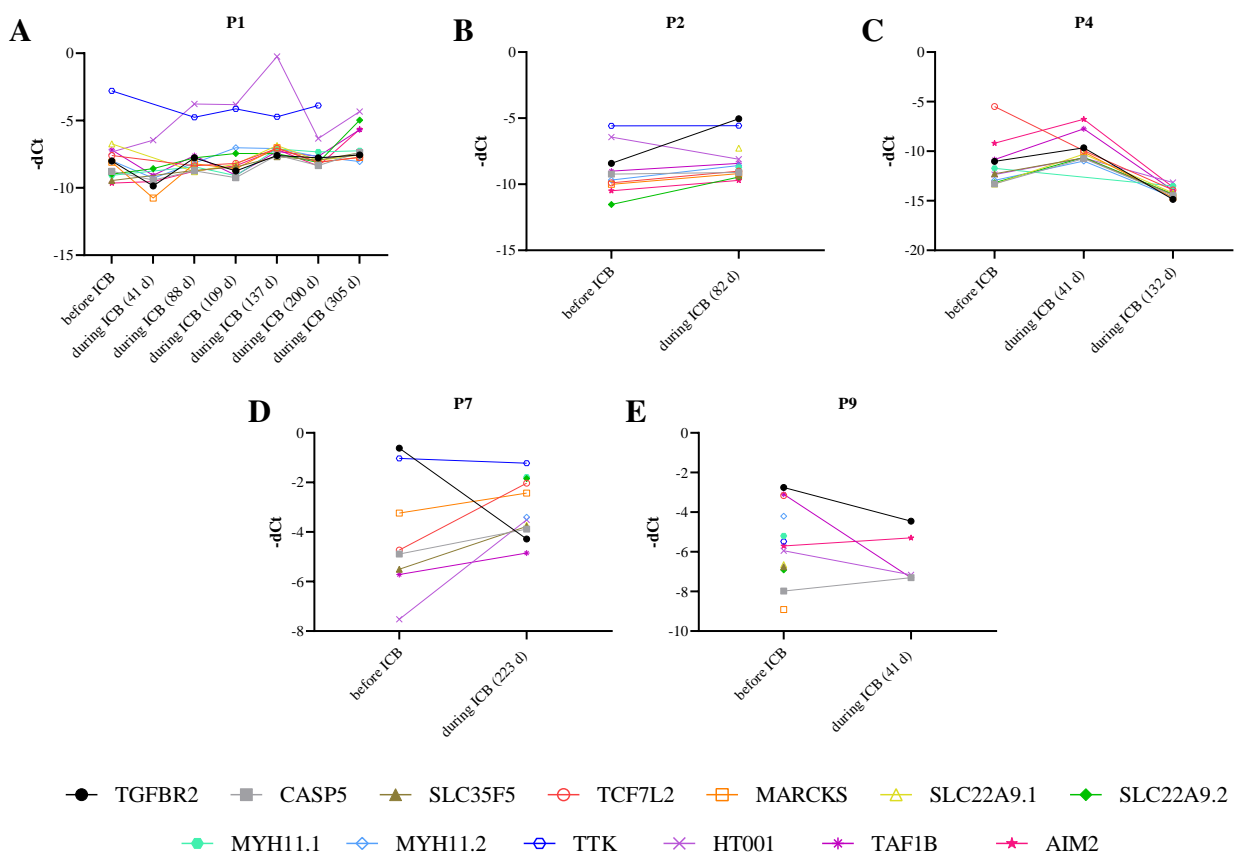 A
P1
-dCt
0
-5
-10
-15
before ICB
during ICB (41 d)
during ICB (88 d)
during ICB (109 d)
during ICB (137 d)
during ICB (200 d)
during ICB (305 d)
B
P2
-dCt
0
-5
-10
-15
before ICB
during ICB (82 d)
C
P4
-dCt
0
-5
-10
-15
-20
before ICB
during ICB (41 d)
during ICB (132 d)
D
P7
-dCt
0
-2
-4
-6
-8
before ICB
during ICB (223 d)
E
P9
-dCt
0
-2
-4
-6
-8
-10
before ICB
during ICB (41 d)
TGFBR2 CASP5 SLC35F5 TCF7L2 MARCKS SLC22A9.1 SLC22A9.2
MYH11.1 MYH11.2 TTK HT001 TAF1B AIM2